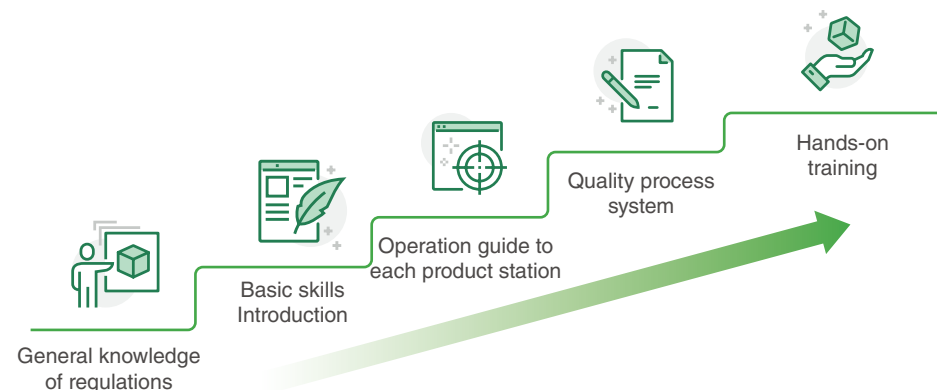 General knowledge
of regulations
Basic skills
Introduction
Operation guide to
each product station
Quality process
system
Hands-on
training